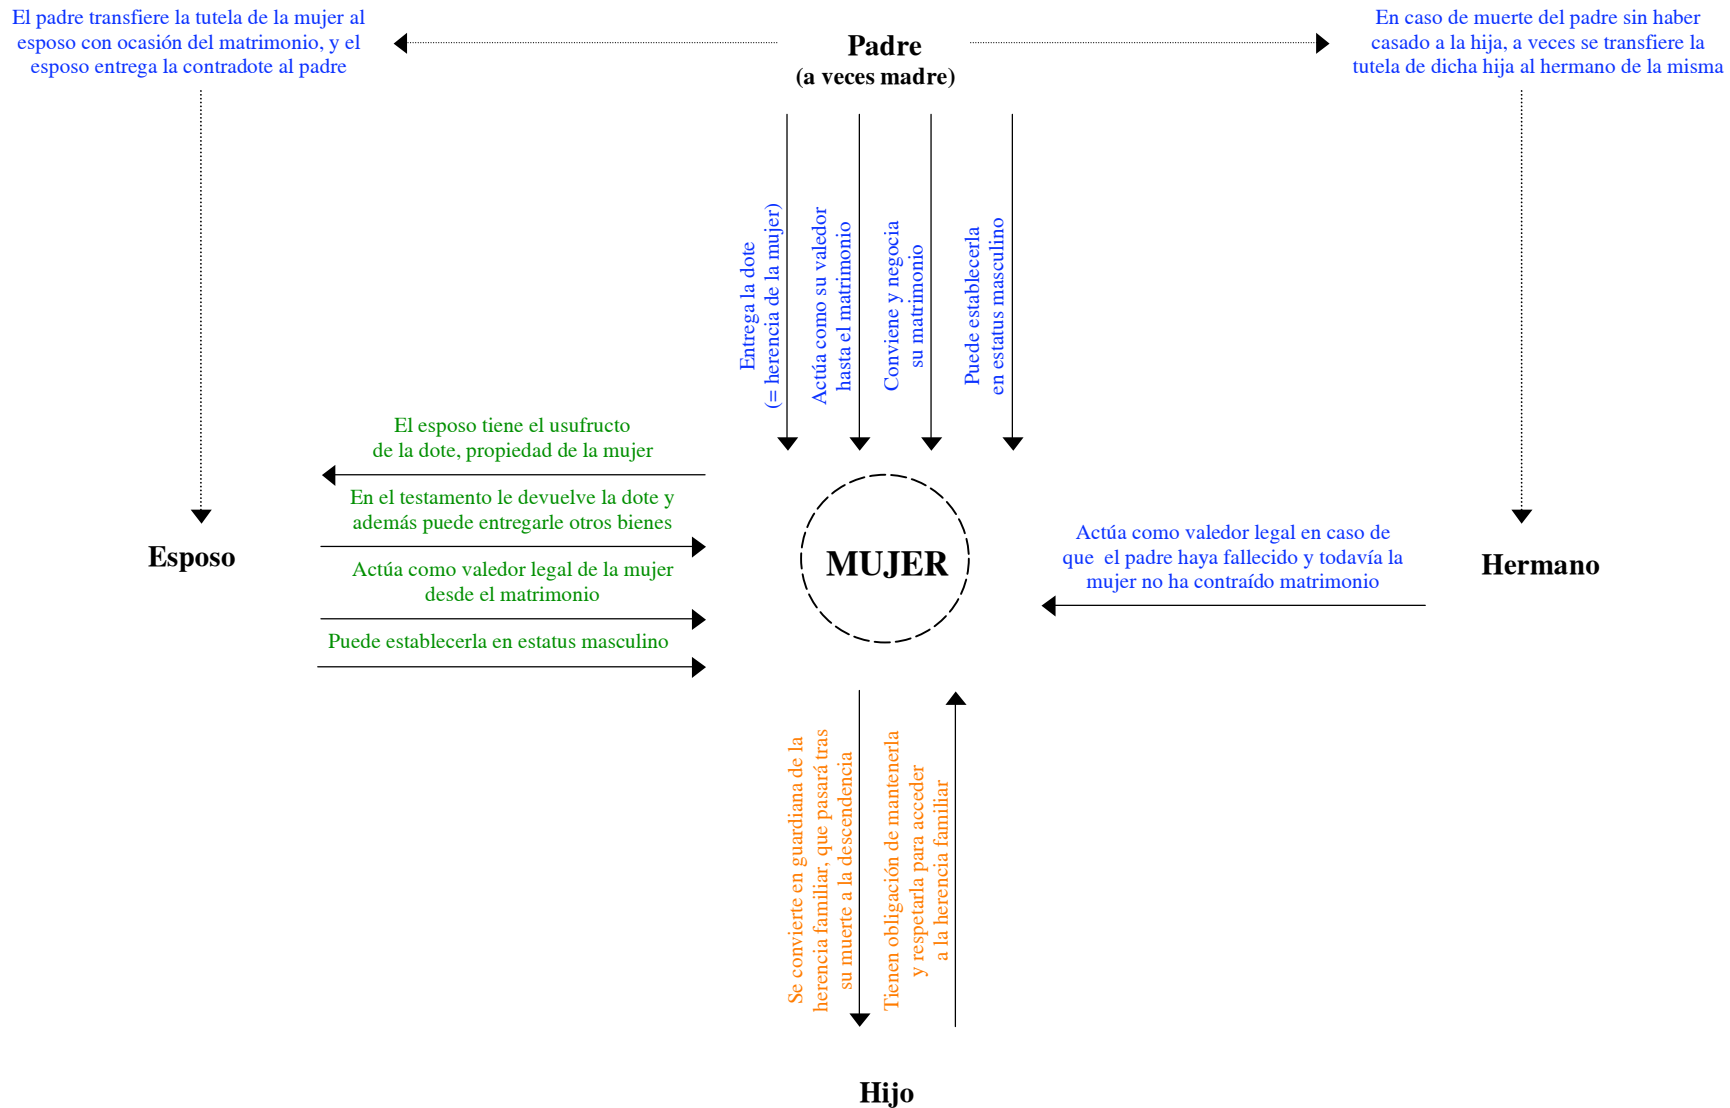 El padre transfiere la tutela de la mujer al
esposo con ocasión del matrimonio, y el
esposo entrega la contradote al padre
Padre
(a veces madre)
En caso de muerte del padre sin haber
casado a la hija, a veces se transfiere la
tutela de dicha hija al hermano de la misma
Entrega la dote
(= herencia de la mujer)
Actúa como su valedor
hasta el matrimonio
Conviene y negocia
su matrimonio
Puede establecerla
en estatus masculino
El esposo tiene el usufructo
de la dote, propiedad de la mujer
En el testamento le devuelve la dote y
además puede entregarle otros bienes
Actúa como valedor legal de la mujer
desde el matrimonio
Puede establecerla en estatus masculino
Esposo
MUJER
Actúa como valedor legal en caso de
que el padre haya fallecido y todavía la
mujer no ha contraído matrimonio
Hermano
Se convierte en guardiana de la
herencia familiar, que pasará tras
su muerte a la descendencia
Tienen obligación de mantenerla
y respetarla para acceder
a la herencia familiar
Hijo